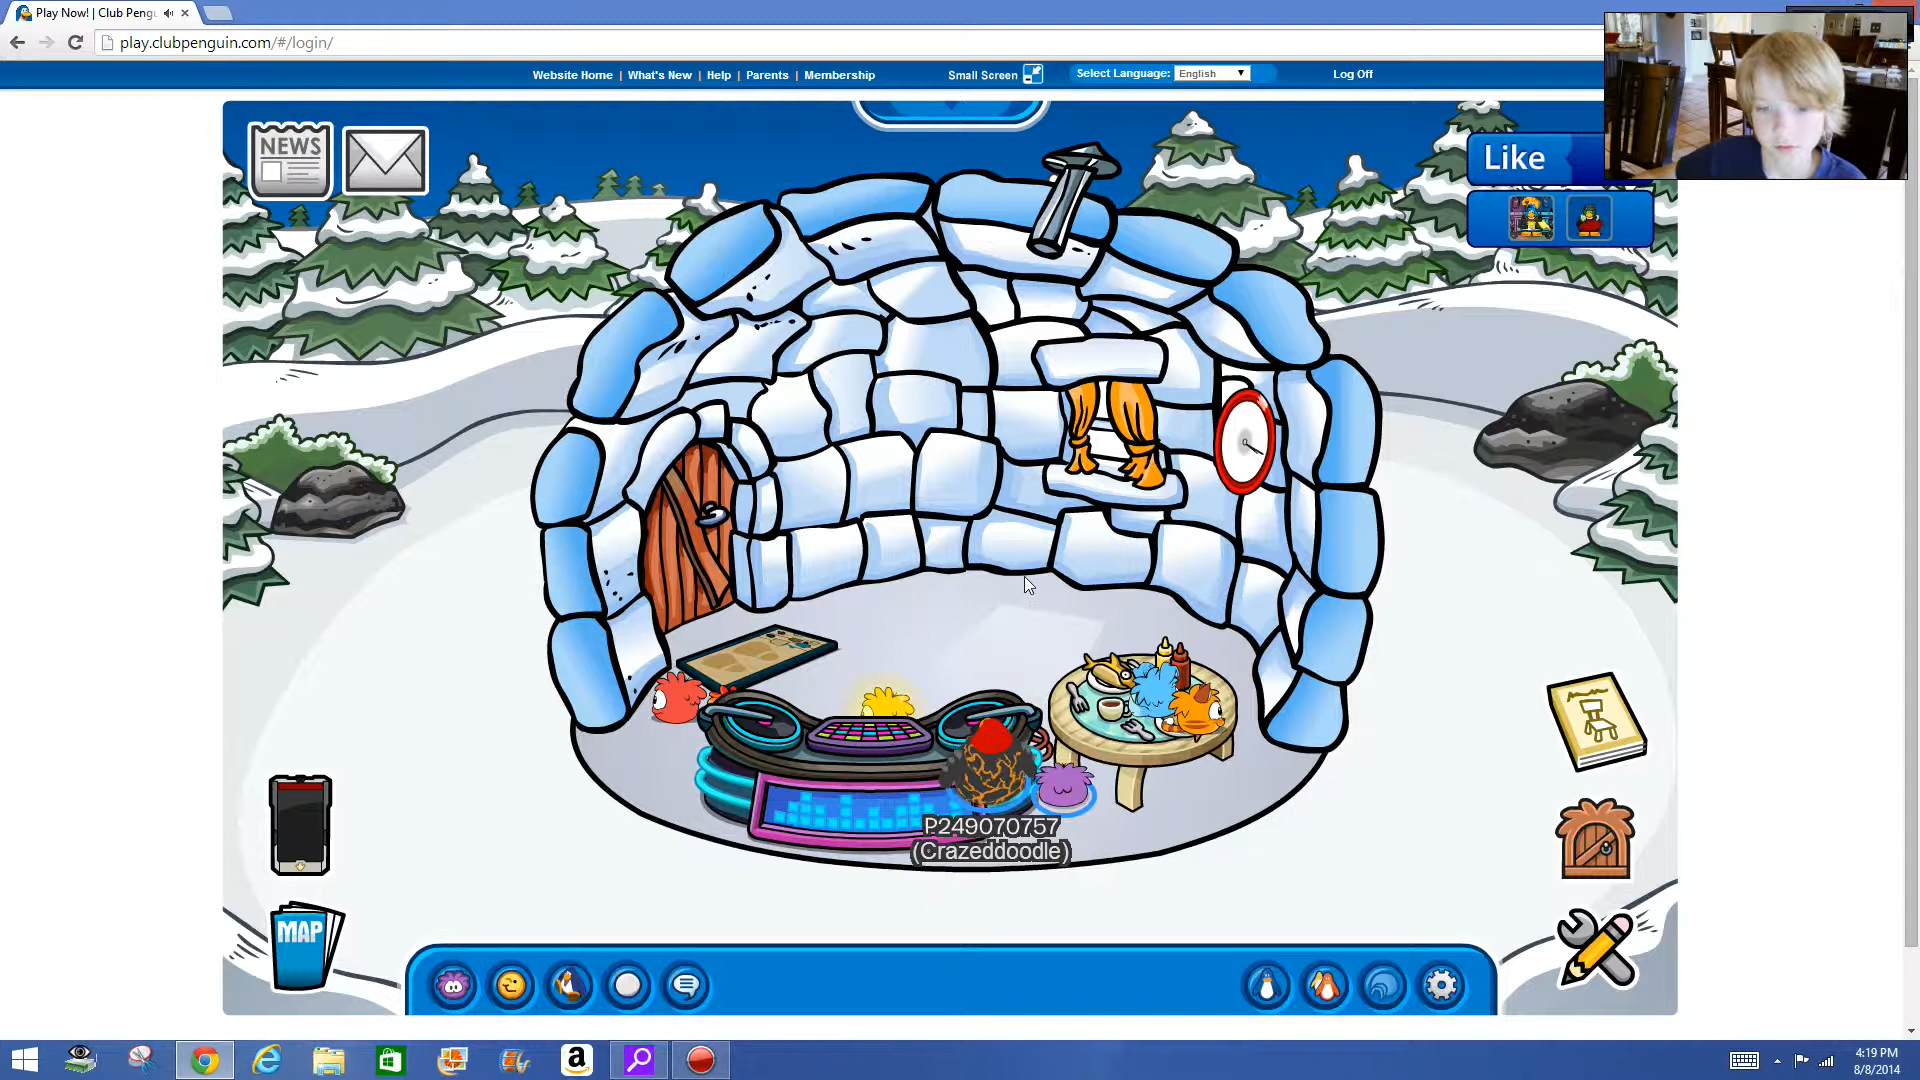 Play Now! | Club Peng
play.clubpenguin.com/#/login/
Website Home | What's New | Help | Parents | Membership
Small Screen
Select Language: English
Log Off
NEWS
Like
P249070757
(Crazeddoodle)
MAP
a
4:19 PM
8/8/2014